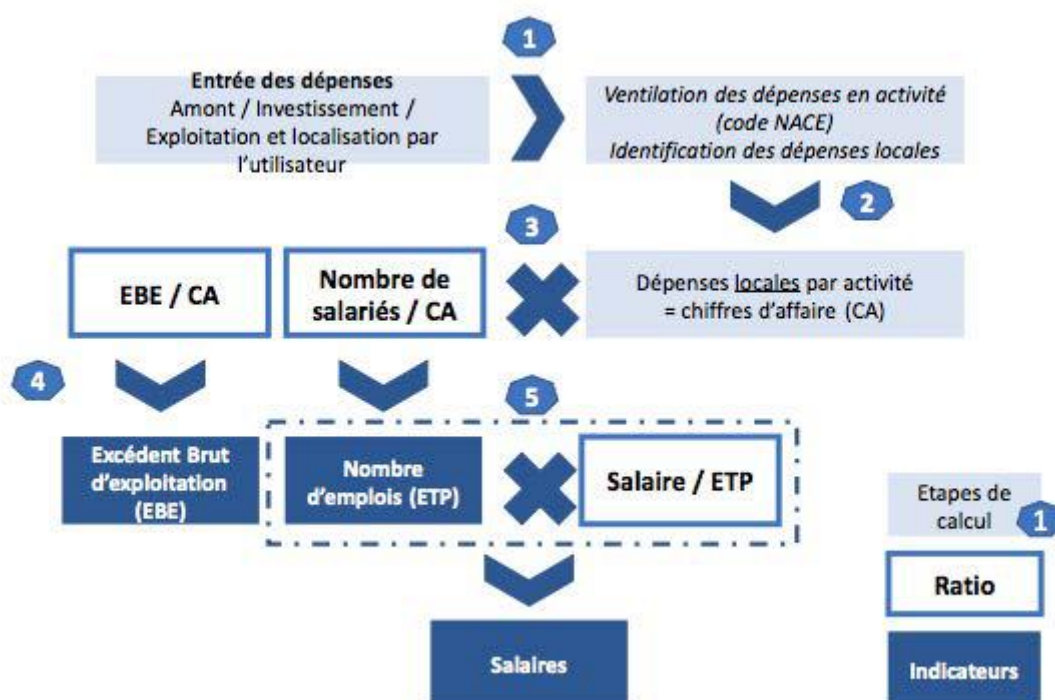 1
Entrée des dépenses
Amont / Investissement /
Exploitation et localisation par
l'utilisateur
Ventilation des dépenses en activité
(code NACE)
Identification des dépenses locales
2
3
EBE / CA
Nombre de
salariés / CA
Dépenses locales par activité
= chiffres d'affaire (CA)
4
5
Excédent Brut
d'exploitation
(EBE)
Nombre
d'emplois (ETP)
Salaire / ETP
Etapes de
calcul
1
Ratio
Salaires
Indicateurs